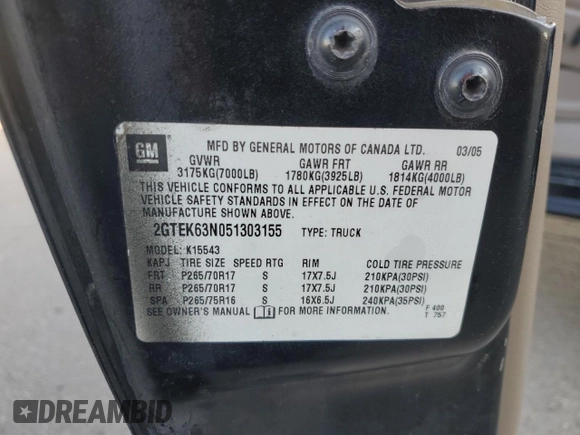 GM
MFD BY GENERAL MOTORS OF CANADA LTD. 03/05
GVWR GAWR FRT GAWR RR
3175KG(7000LB) 1780KG(3925LB) 1814KG(4000LB)
THIS VEHICLE CONFORMS TO ALL APPLICABLE U.S. FEDERAL MOTOR
VEHICLE SAFETY STANDARDS IN EFFECT ON THE DATE OF
MANUFACTURE SHOWN ABOVE.
2GTEK63N051303155 TYPE: TRUCK
MODEL: K15543
KAPJ TIRE SIZE SPEED RTG RIM COLD TIRE PRESSURE
FRT P265/70R17 S 17X7.5J 210KPA(30PSI)
RR P265/70R17 S 17X7.5J 210KPA(30PSI)
SPA P265/75R16 S 16X6.5J 240KPA(35PSI)
SEE OWNER'S MANUAL FOR MORE INFORMATION F 400
T 757
DREAMBID